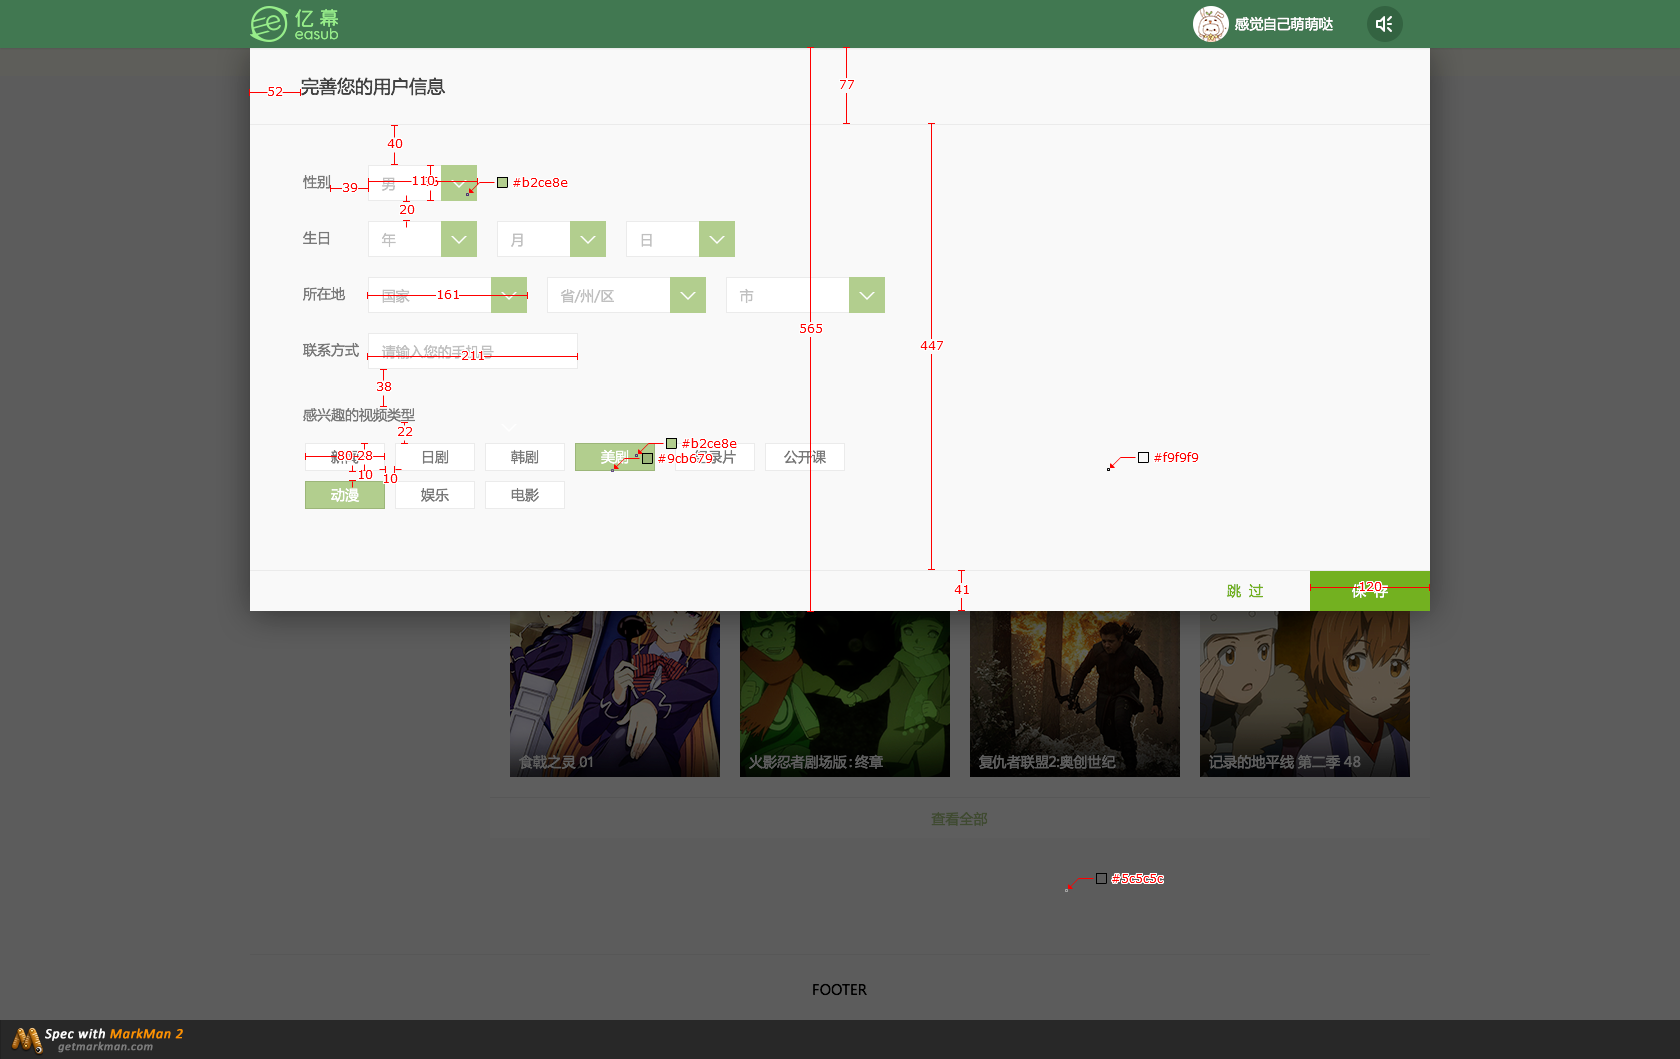 亿幕
easub
感觉自己萌萌哒
77
52
完善您的用户信息
40
性别
39
男
110
#b2ce8e
20
生日
年
月
日
所在地
国家
161
省/州/区
市
565
447
联系方式
请输入您的手机号
211
38
感兴趣的视频类型
22
80
28
日剧
韩剧
美剧
#b2ce8e
#9cb679
纪录片
公开课
#f9f9f9
10
10
动漫
娱乐
电影
41
跳 过
保 存
120
食戟之灵 01
火影忍者剧场版:终章
复仇者联盟2:奥创世纪
记录的地平线 第二季 48
查看全部
#5c5c5c
FOOTER
Spec with MarkMan 2
getmarkman.com